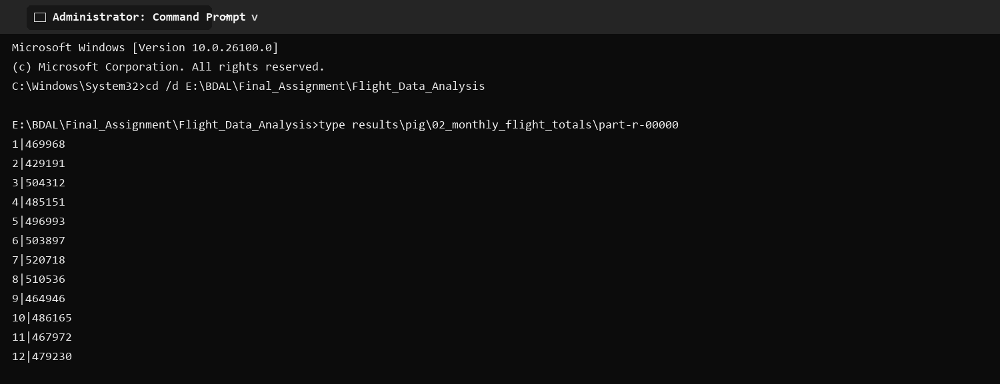 Administrator: Command Prompt v
Microsoft Windows [Version 10.0.26100.0]
(c) Microsoft Corporation. All rights reserved.
C:\Windows\System32>cd /d E:\BDAL\Final_Assignment\Flight_Data_Analysis
E:\BDAL\Final_Assignment\Flight_Data_Analysis>type results\pig\02_monthly_flight_totals\part-r-00000
1|469968
2|429191
3|504312
4|485151
5|496993
6|503897
7|520718
8|510536
9|464946
10|486165
11|467972
12|479230